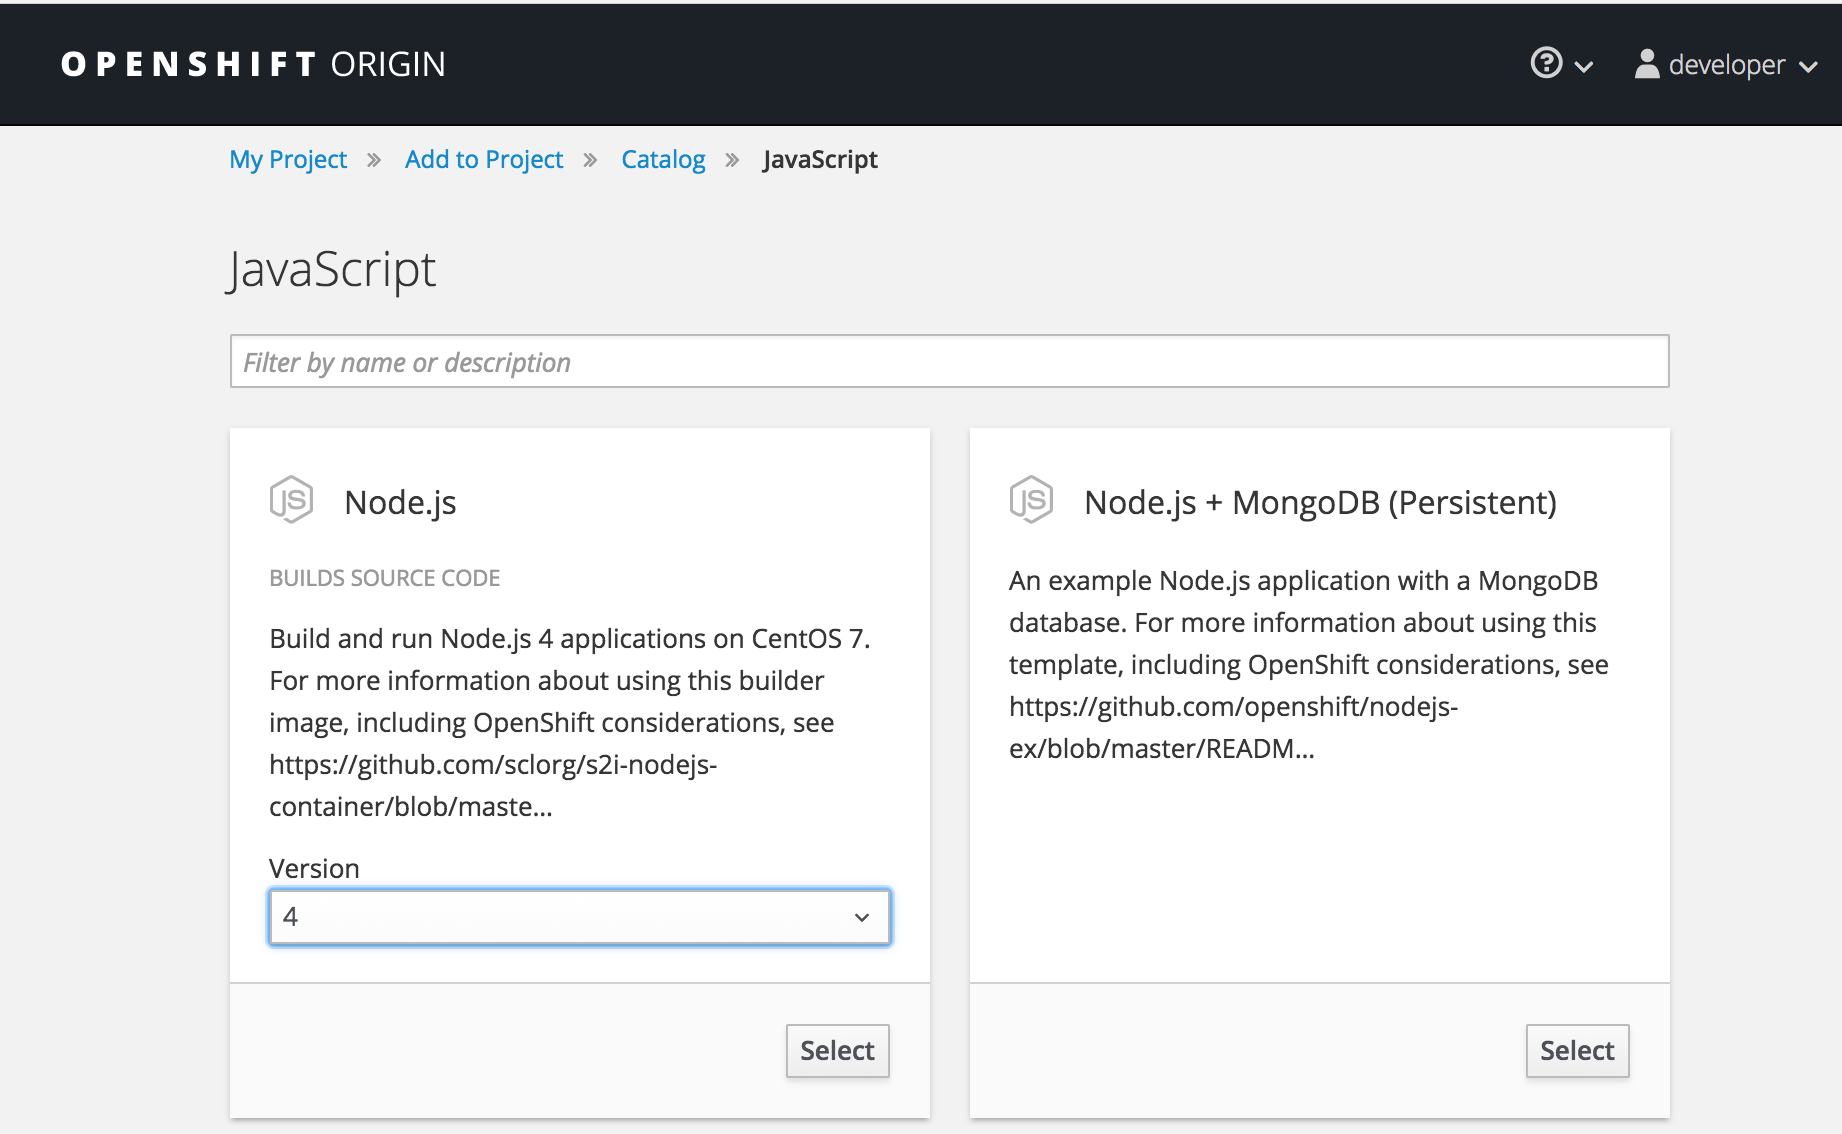 OPENSHIFT ORIGIN
developer
My Project » Add to Project » Catalog » JavaScript
JavaScript
Filter by name or description
JS Node.js
BUILDS SOURCE CODE
Build and run Node.js 4 applications on CentOS 7.
For more information about using this builder
image, including OpenShift considerations, see
https://github.com/sclorg/s2i-nodejs-
container/blob/maste...
Version
4
Select
JS Node.js + MongoDB (Persistent)
An example Node.js application with a MongoDB
database. For more information about using this
template, including OpenShift considerations, see
https://github.com/openshift/nodejs-
ex/blob/master/READM...
Select